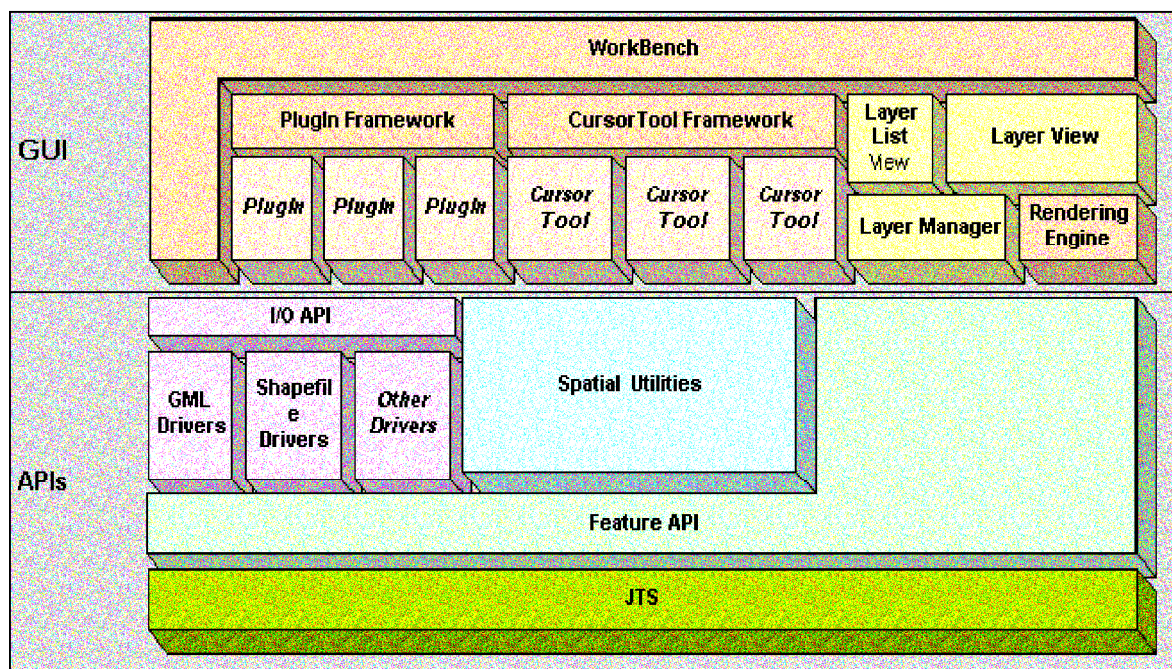 WorkBench
GUI
PlugIn Framework
CursorTool Framework
Layer
List
View
Layer View
PlugIn
PlugIn
PlugIn
Cursor
Tool
Cursor
Tool
Cursor
Tool
Layer Manager
Rendering
Engine
APIs
I/O API
GML
Drivers
Shapefil
e
Drivers
Other
Drivers
Spatial Utilities
Feature API
JTS